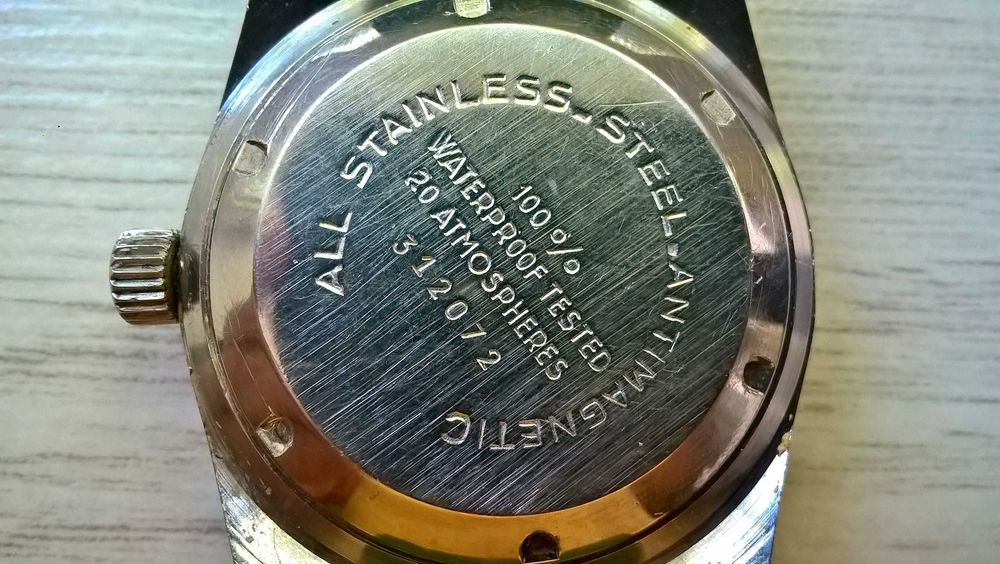 ALL STAINLESS-STEEL-ANTIMAGNETIC
100%
WATERPROOF TESTED
20 ATMOSPHERES
312072